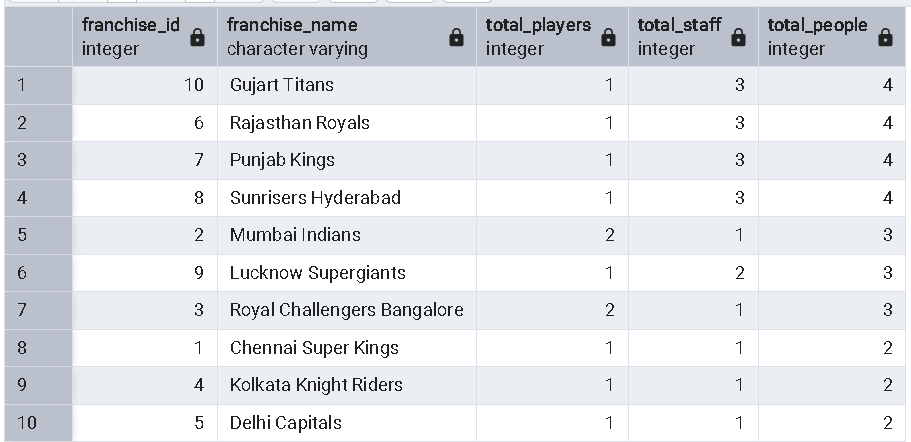 franchise_id integer franchise_name character varying total_players integer total_staff integer total_people integer
1 10 Gujart Titans 1 3 4
2 6 Rajasthan Royals 1 3 4
3 7 Punjab Kings 1 3 4
4 8 Sunrisers Hyderabad 1 3 4
5 2 Mumbai Indians 2 1 3
6 9 Lucknow Supergiants 1 2 3
7 3 Royal Challengers Bangalore 2 1 3
8 1 Chennai Super Kings 1 1 2
9 4 Kolkata Knight Riders 1 1 2
10 5 Delhi Capitals 1 1 2